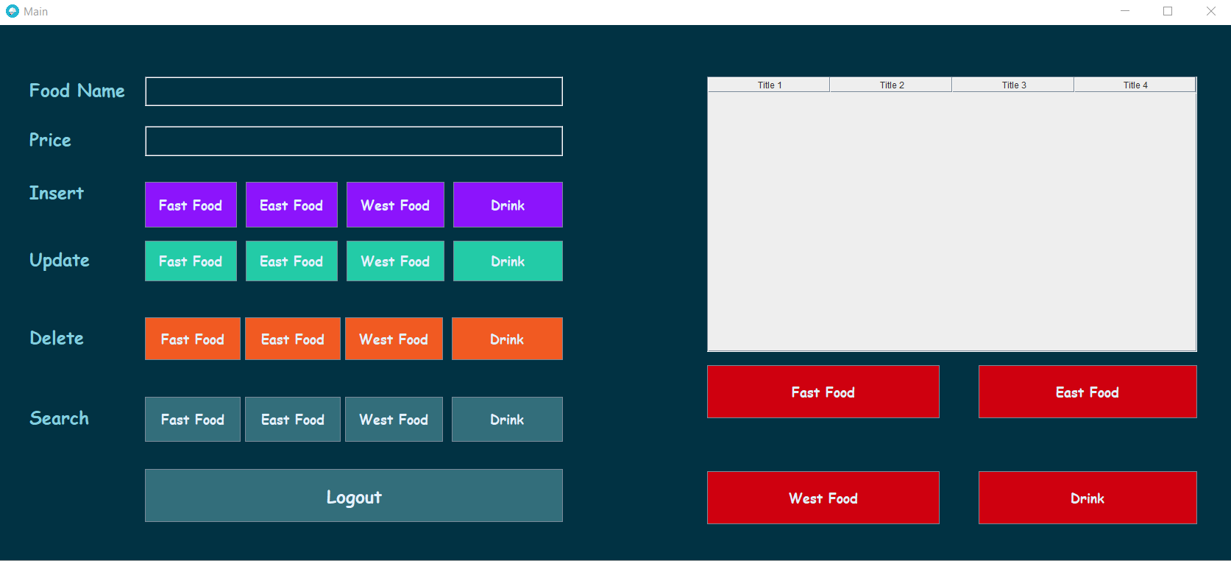 Main
Food Name
Price
Insert Fast Food East Food West Food Drink
Update Fast Food East Food West Food Drink
Delete Fast Food East Food West Food Drink
Search Fast Food East Food West Food Drink
Logout
Title 1 Title 2 Title 3 Title 4
Fast Food East Food
West Food Drink